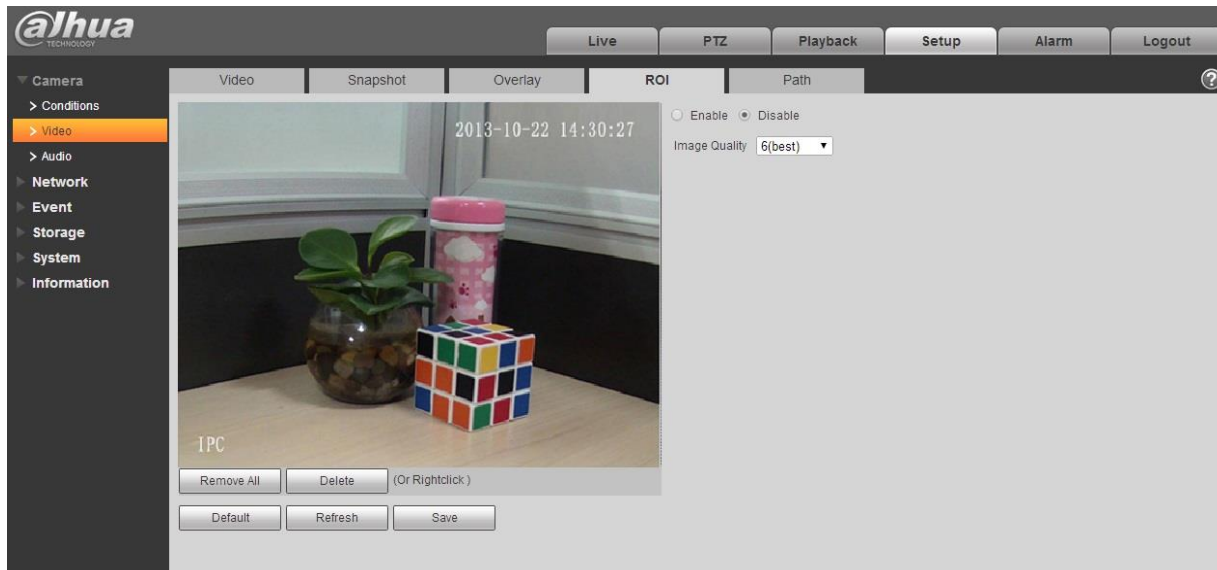 alhua
TECHNOLOGY
Live PTZ Playback Setup Alarm Logout
Camera
Conditions
Video
Audio
Network
Event
Storage
System
Information
Video Snapshot Overlay ROI Path
?
2013-10-22 14:30:27
IPC
Enable Disable
Image Quality 6(best)
Remove All Delete (Or Rightclick )
Default Refresh Save